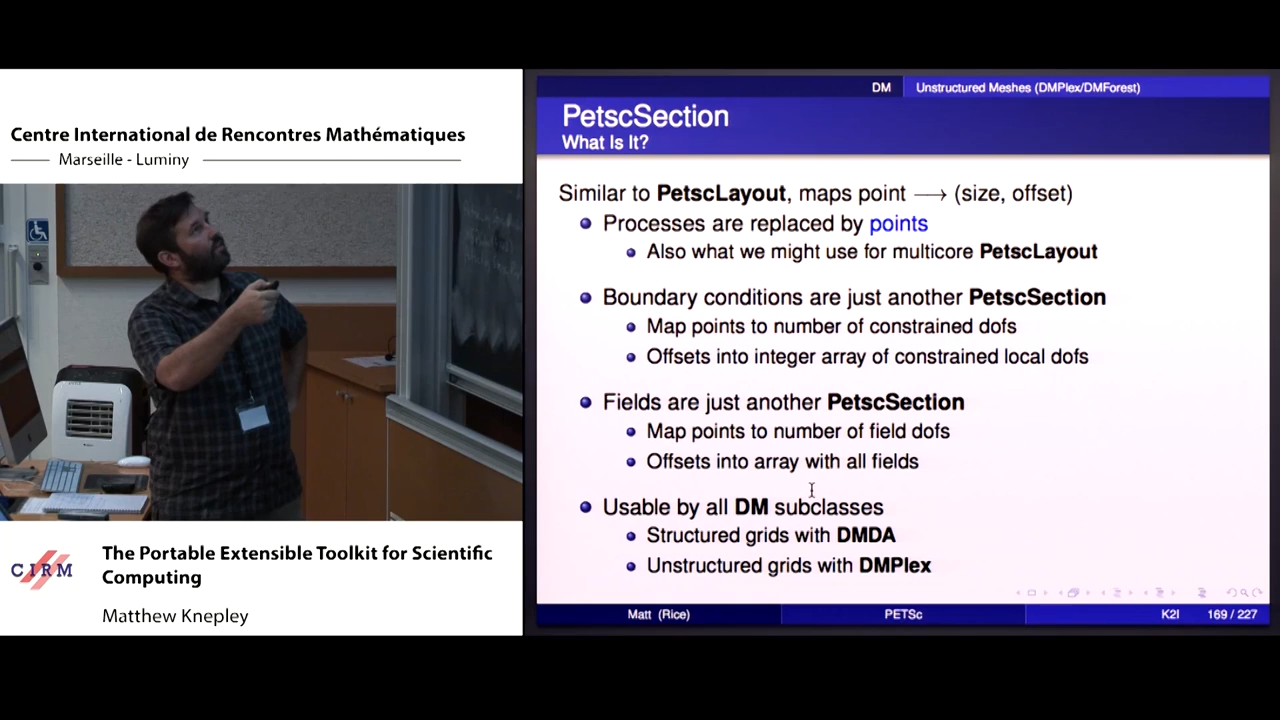 Centre International de Rencontres Mathématiques
Marseille - Luminy
CIRM
The Portable Extensible Toolkit for Scientific
Computing
Matthew Knepley
DM
Unstructured Meshes (DMPlex/DMForest)
PetscSection
What Is It?
Similar to PetscLayout, maps point ⟶ (size, offset)
Processes are replaced by points
Also what we might use for multicore PetscLayout
Boundary conditions are just another PetscSection
Map points to number of constrained dofs
Offsets into integer array of constrained local dofs
Fields are just another PetscSection
Map points to number of field dofs
Offsets into array with all fields
Usable by all DM subclasses
Structured grids with DMDA
Unstructured grids with DMPlex
Matt (Rice)
PETSc
K2I
169 / 227